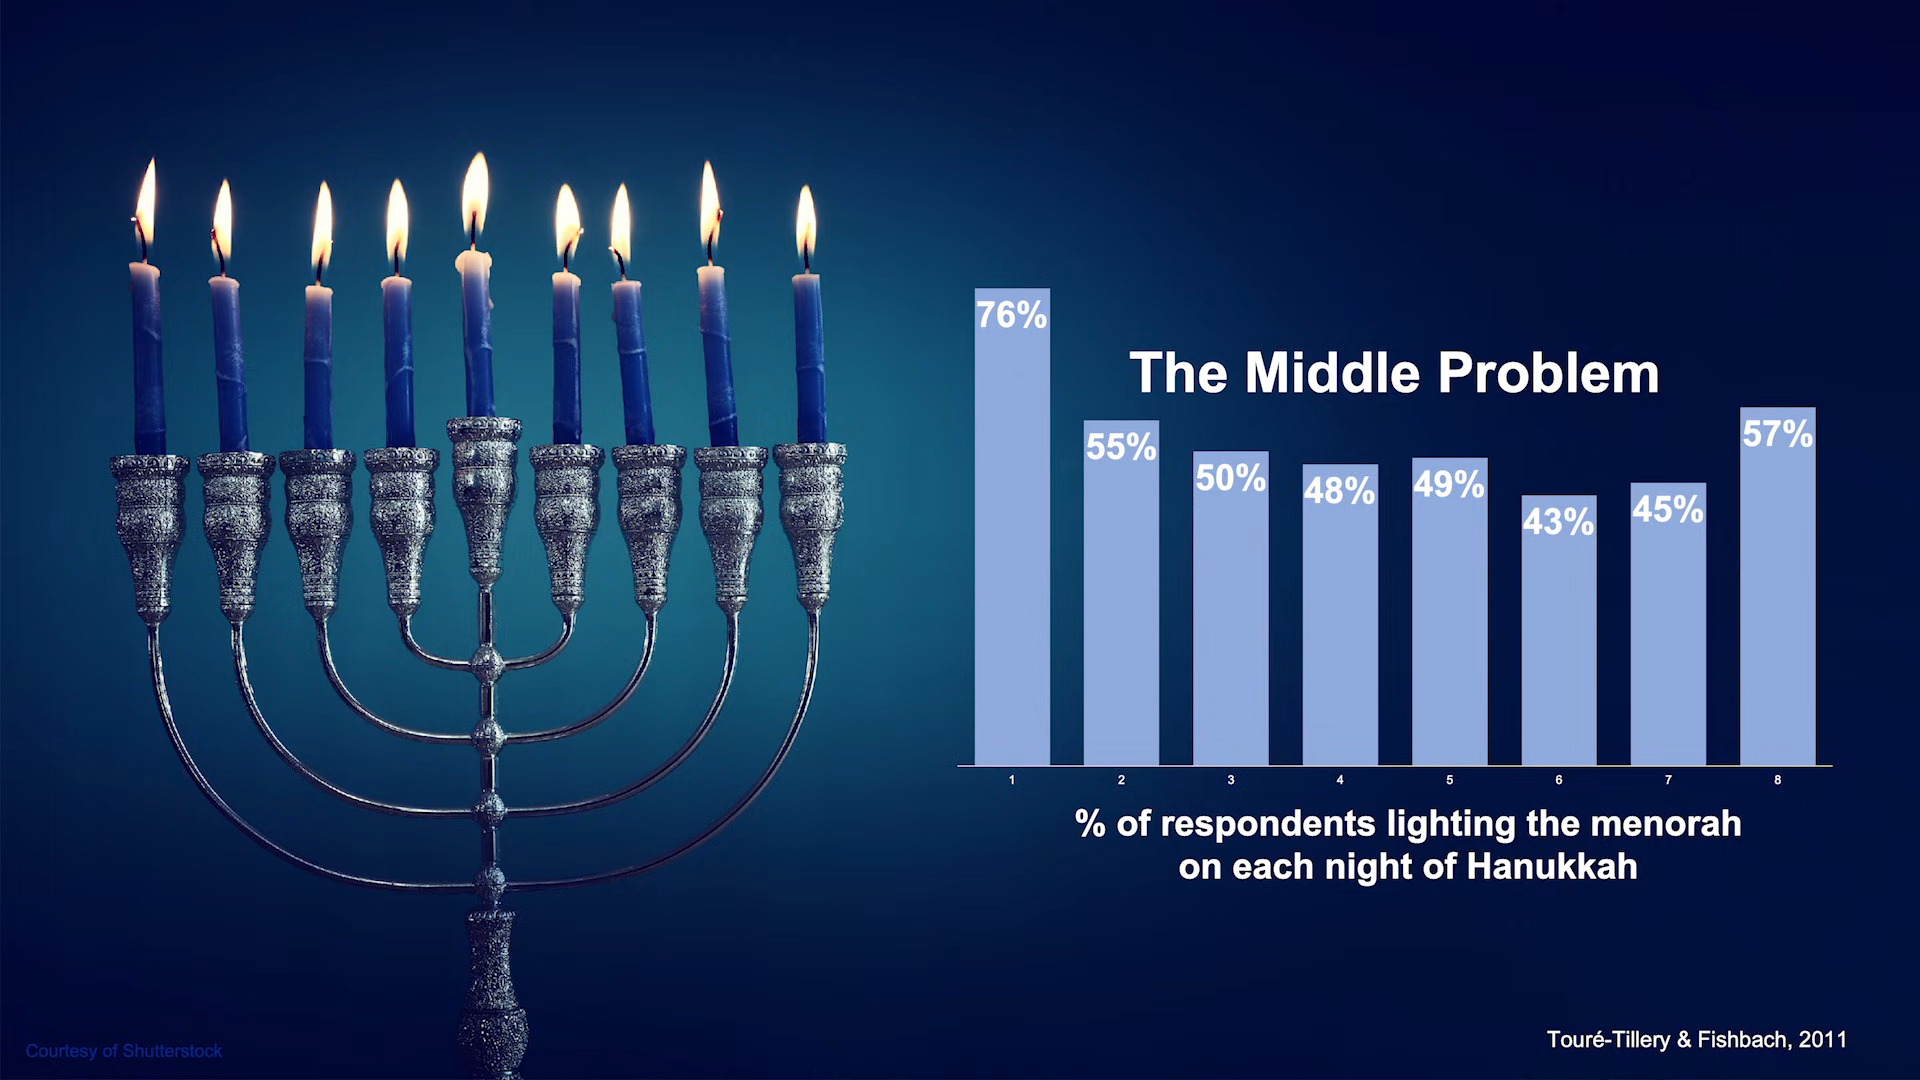 The Middle Problem
76%
55%
50%
48%
49%
43%
45%
57%
1 2 3 4 5 6 7 8
% of respondents lighting the menorah
on each night of Hanukkah
Touré-Tillery & Fishbach, 2011
Courtesy of Shutterstock